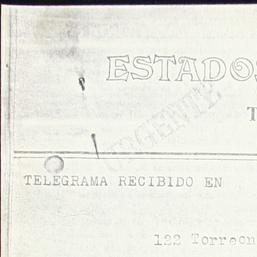 ESTADOS
T
URGENTE
TELEGRAMA RECIBIDO EN
122 Torreon